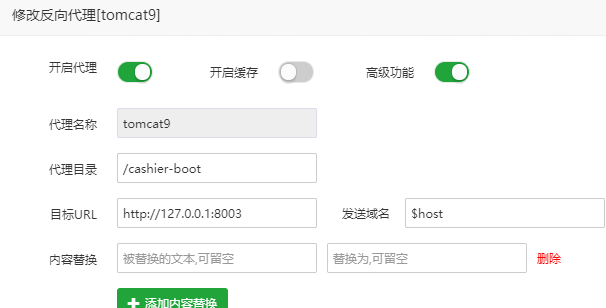 修改反向代理[tomcat9]
开启代理 开启缓存 高级功能
代理名称 tomcat9
代理目录 /cashier-boot
目标URL http://127.0.0.1:8003 发送域名 $host
内容替换 被替换的文本,可留空 替换为,可留空 删除
添加内容替换